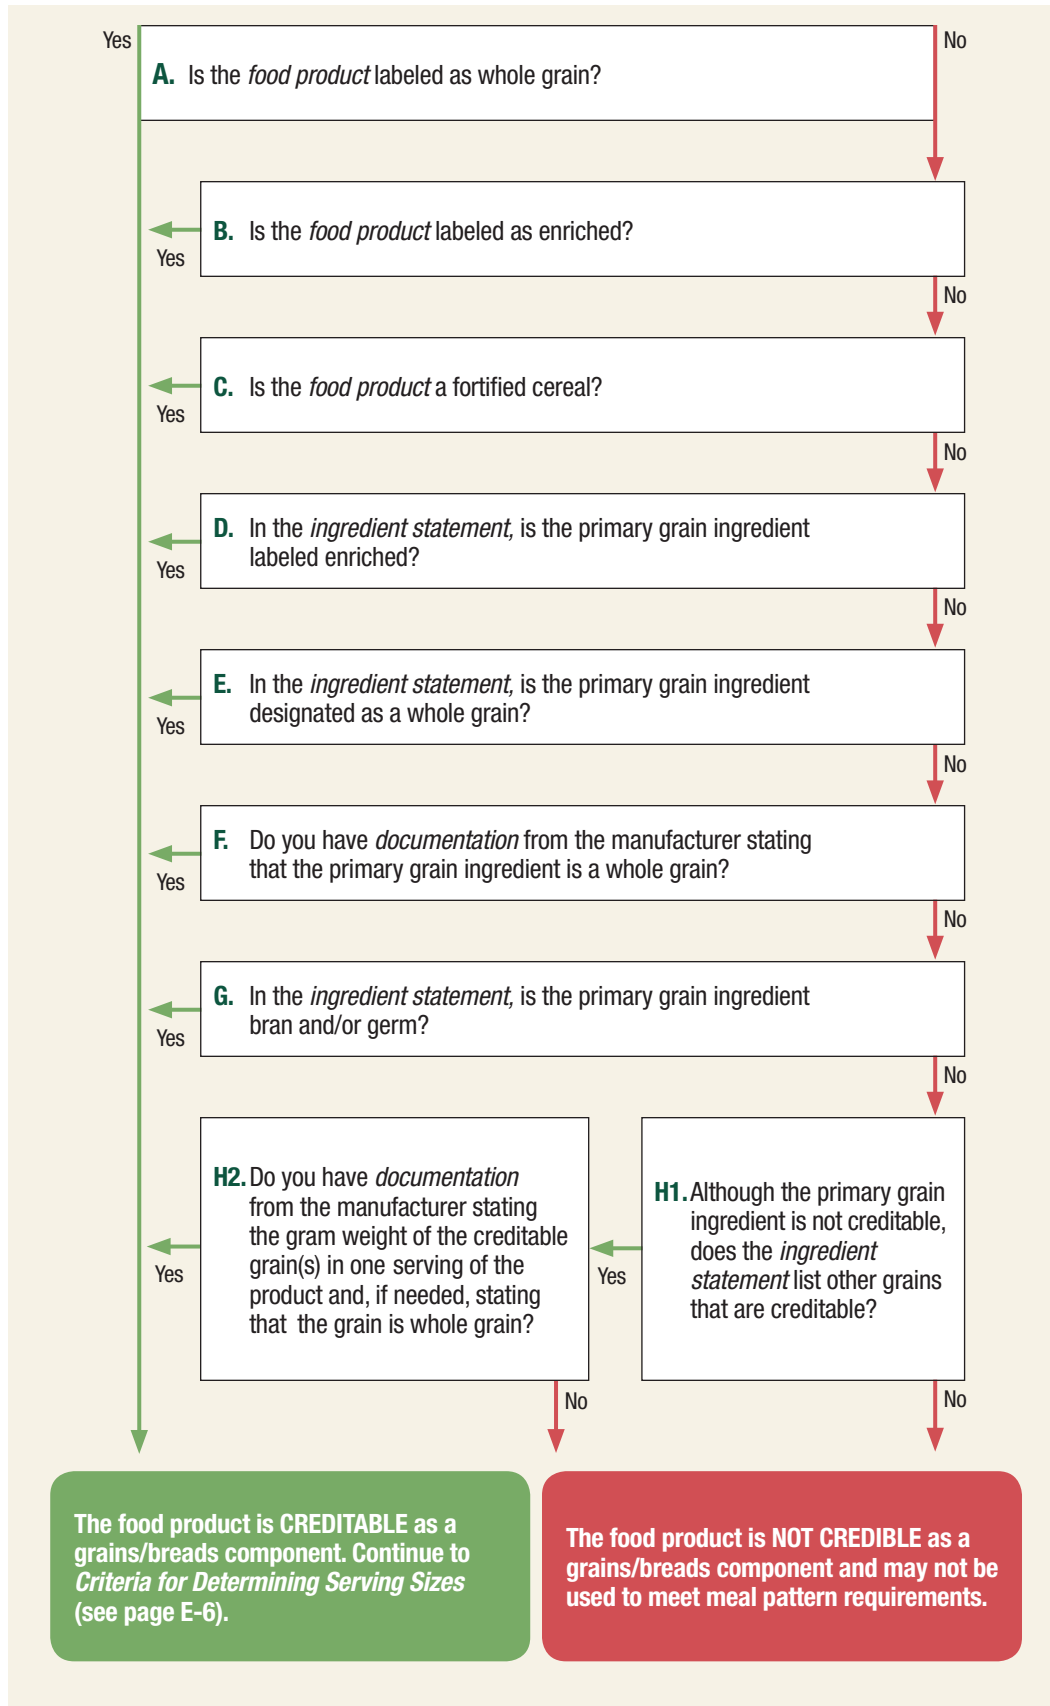 Yes
No
A. Is the food product labeled as whole grain?
B. Is the food product labeled as enriched?
Yes
No
C. Is the food product a fortified cereal?
Yes
No
D. In the ingredient statement, is the primary grain ingredient
labeled enriched?
Yes
No
E. In the ingredient statement, is the primary grain ingredient
designated as a whole grain?
Yes
No
F. Do you have documentation from the manufacturer stating
that the primary grain ingredient is a whole grain?
Yes
No
G. In the ingredient statement, is the primary grain ingredient
bran and/or germ?
Yes
No
H1. Although the primary grain
ingredient is not creditable,
does the ingredient
statement list other grains
that are creditable?
Yes
No
H2. Do you have documentation
from the manufacturer stating
the gram weight of the creditable
grain(s) in one serving of the
product and, if needed, stating
that the grain is whole grain?
Yes
No
The food product is CREDITABLE as a
grains/breads component. Continue to
Criteria for Determining Serving Sizes
(see page E-6).
The food product is NOT CREDIBLE as a
grains/breads component and may not be
used to meet meal pattern requirements.